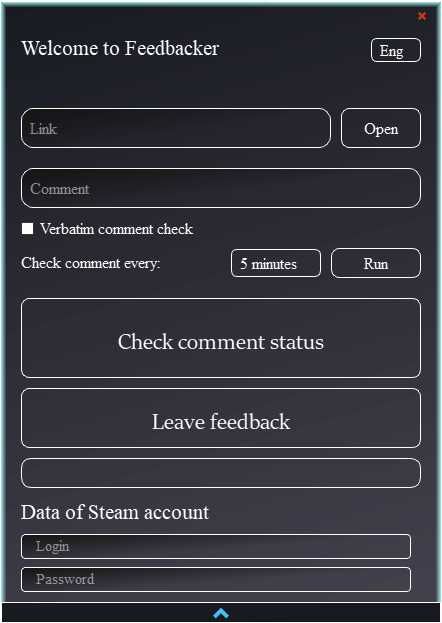 Welcome to Feedbacker
Eng
Link
Open
Comment
Verbatim comment check
Check comment every:
5 minutes
Run
Check comment status
Leave feedback
Data of Steam account
Login
Password